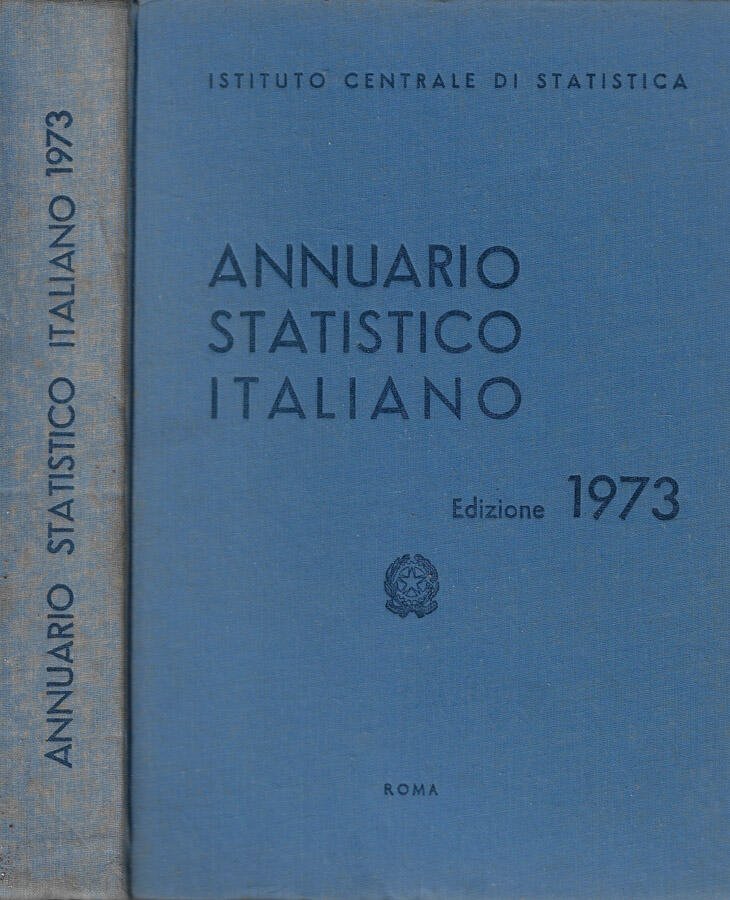 ANNUARIO STATISTICO ITALIANO 1973
ISTITUTO CENTRALE DI STATISTICA
ANNUARIO
STATISTICO
ITALIANO
Edizione 1973
ROMA